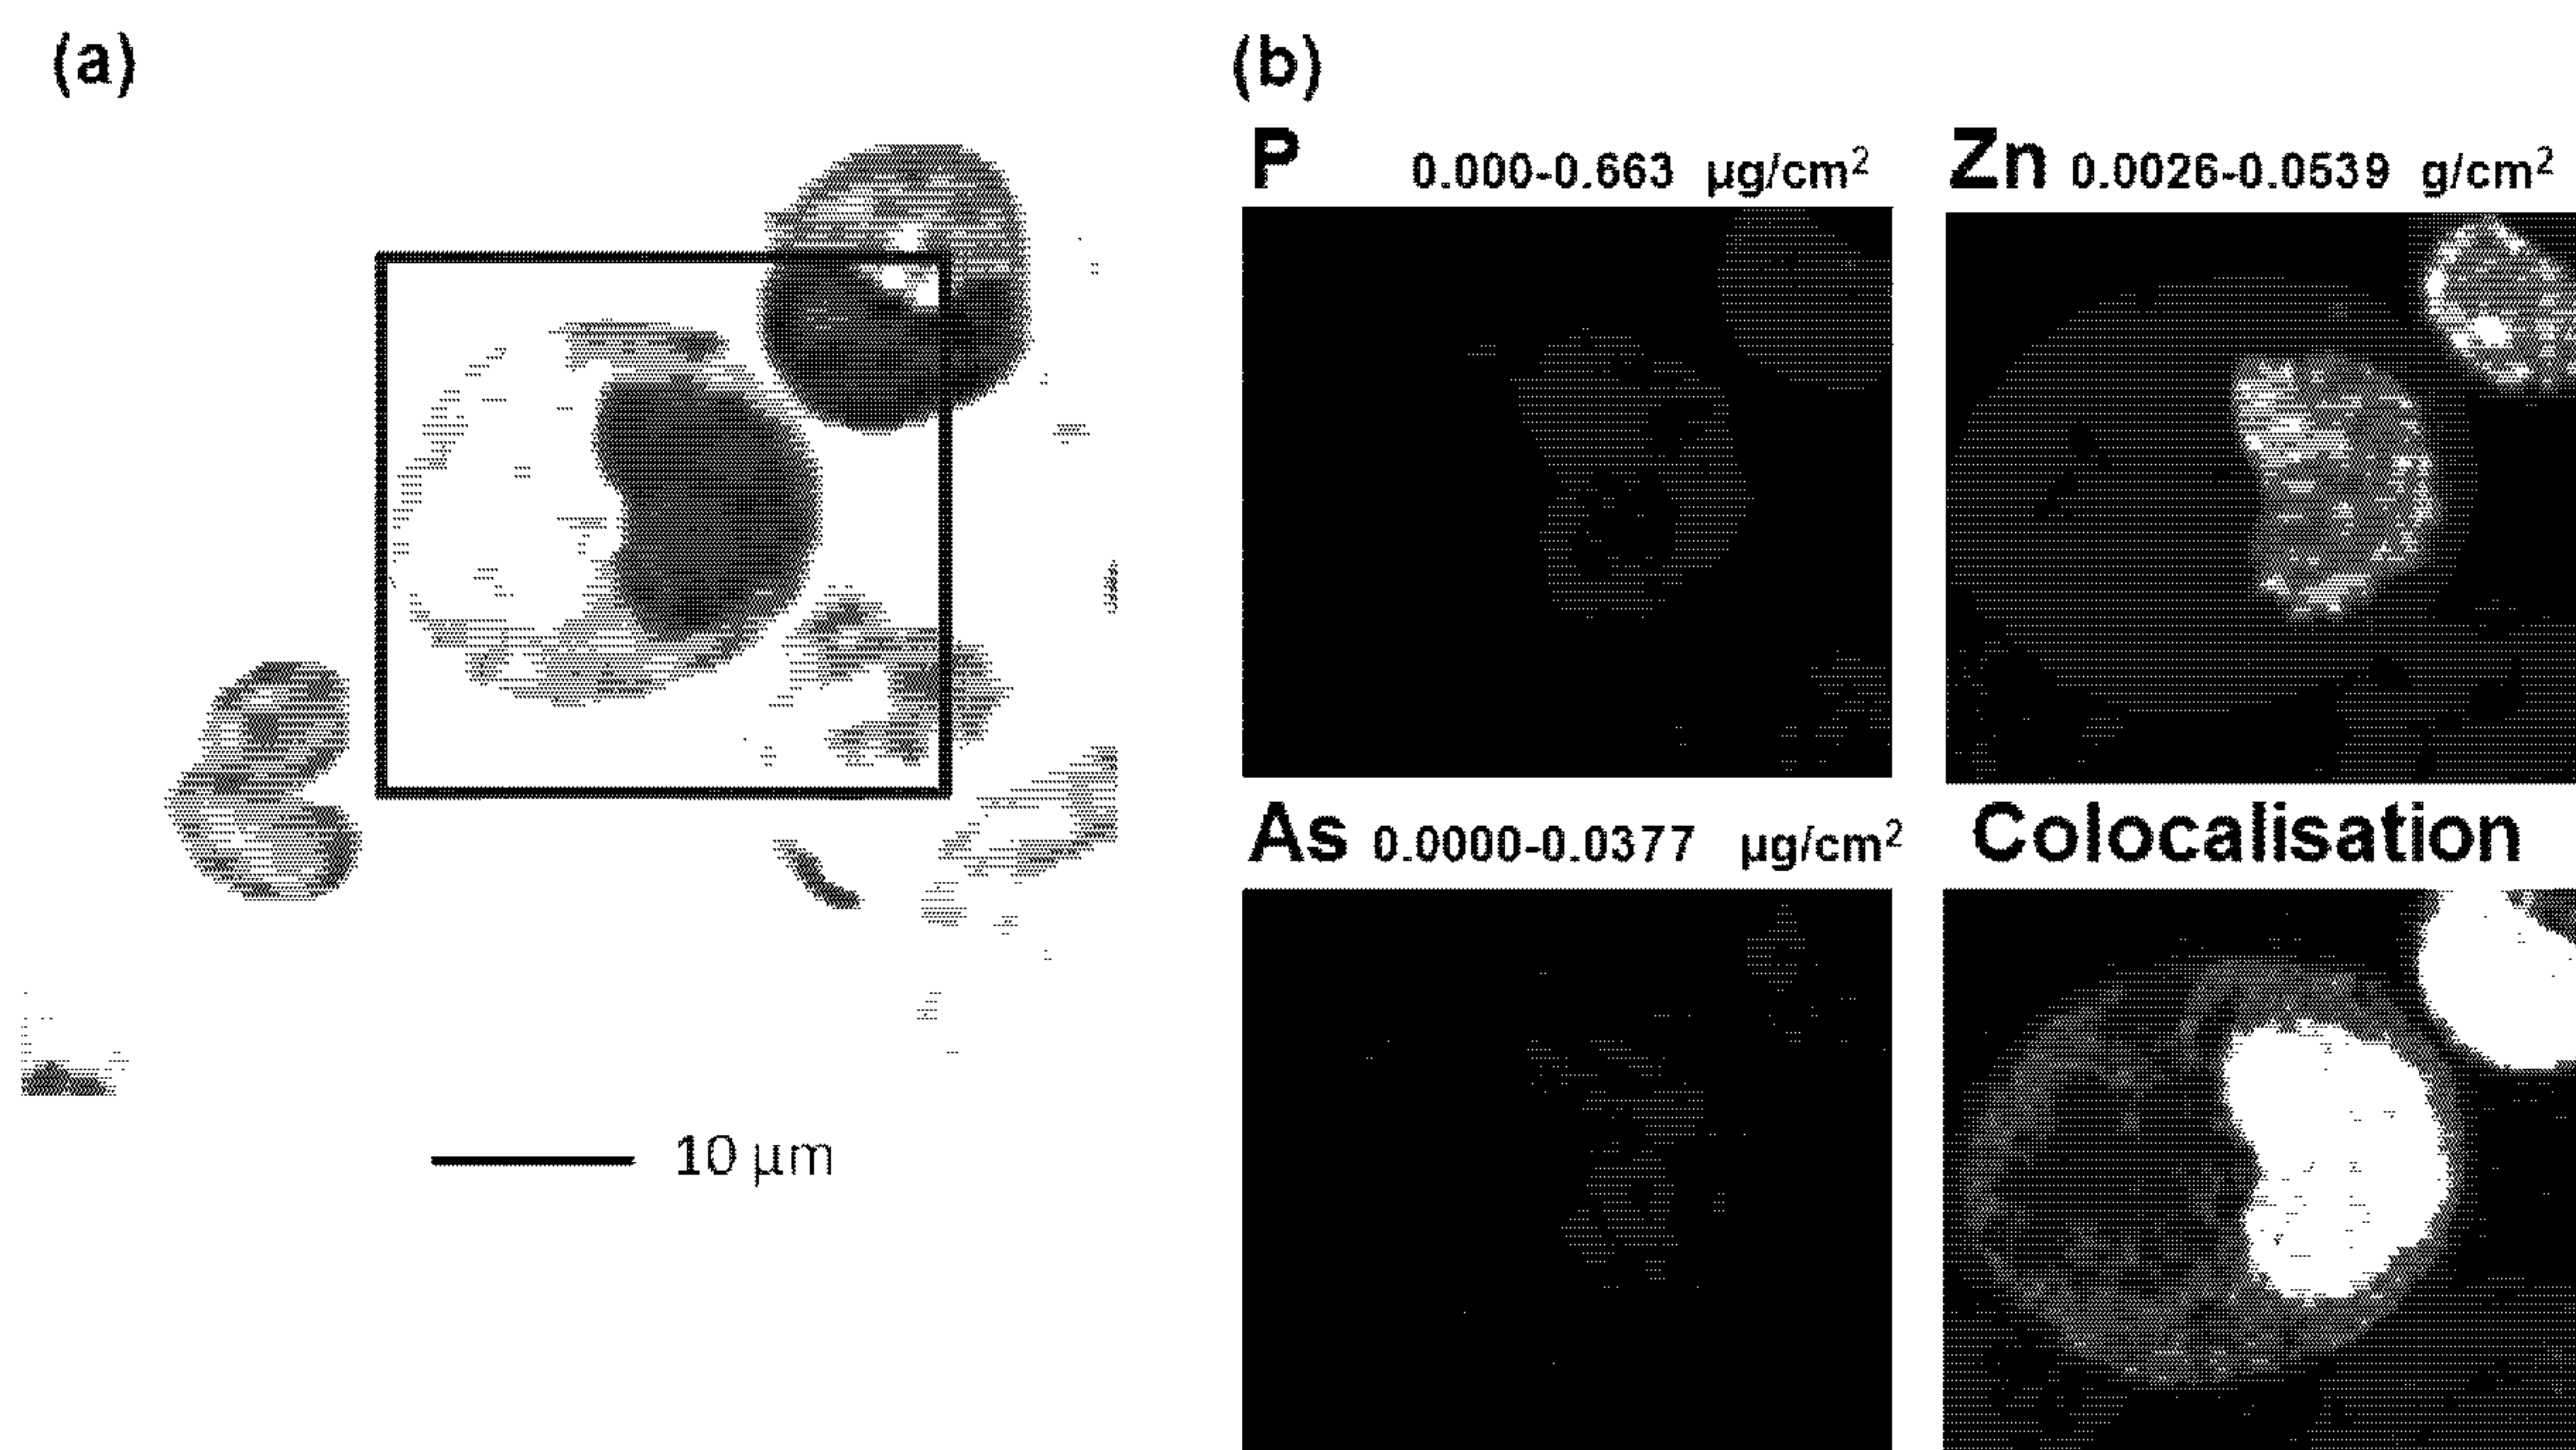 (a)
(b)
P 0.000-0.663 µg/cm²
Zn 0.0026-0.0539 g/cm²
As 0.0000-0.0377 µg/cm²
Colocalisation
10 µm